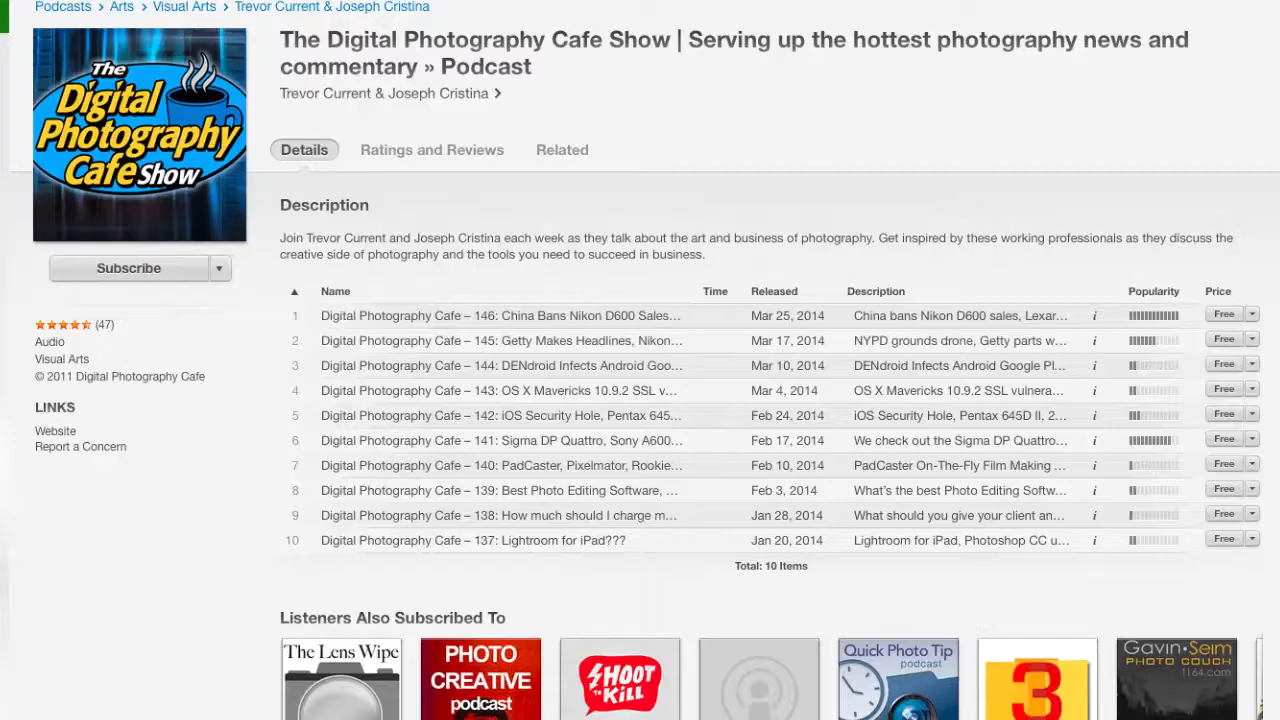 Podcasts > Arts > Visual Arts > Trevor Current & Joseph Cristina
The Digital Photography Cafe Show
The Digital Photography Cafe Show | Serving up the hottest photography news and
commentary » Podcast
Trevor Current & Joseph Cristina >
Details Ratings and Reviews Related
Subscribe
(47)
Audio
Visual Arts
© 2011 Digital Photography Cafe
LINKS
Website
Report a Concern
Description
Join Trevor Current and Joseph Cristina each week as they talk about the art and business of photography. Get inspired by these working professionals as they discuss the
creative side of photography and the tools you need to succeed in business.
▲ Name Time Released Description Popularity Price
1 Digital Photography Cafe – 146: China Bans Nikon D600 Sales... Mar 25, 2014 China bans Nikon D600 sales, Lexar... i Free
2 Digital Photography Cafe – 145: Getty Makes Headlines, Nikon... Mar 17, 2014 NYPD grounds drone, Getty parts w... i Free
3 Digital Photography Cafe – 144: DENdroid Infects Android Goo... Mar 10, 2014 DENdroid Infects Android Google Pl... i Free
4 Digital Photography Cafe – 143: OS X Mavericks 10.9.2 SSL v... Mar 4, 2014 OS X Mavericks 10.9.2 SSL vulnera... i Free
5 Digital Photography Cafe – 142: iOS Security Hole, Pentax 645... Feb 24, 2014 iOS Security Hole, Pentax 645D II, 2... i Free
6 Digital Photography Cafe – 141: Sigma DP Quattro, Sony A600... Feb 17, 2014 We check out the Sigma DP Quattro... i Free
7 Digital Photography Cafe – 140: PadCaster, Pixelmator, Rookie... Feb 10, 2014 PadCaster On-The-Fly Film Making ... i Free
8 Digital Photography Cafe – 139: Best Photo Editing Software, ... Feb 3, 2014 What's the best Photo Editing Softw... i Free
9 Digital Photography Cafe – 138: How much should I charge m... Jan 28, 2014 What should you give your client an... i Free
10 Digital Photography Cafe – 137: Lightroom for iPad??? Jan 20, 2014 Lightroom for iPad, Photoshop CC u... i Free
Total: 10 Items
Listeners Also Subscribed To
The Lens Wipe
PHOTO
CREATIVE
podcast
SHOOT
TO
KILL
Quick Photo Tip
podcast
3
GAVIN•SEIM
PHOTO COUCH
1164.com